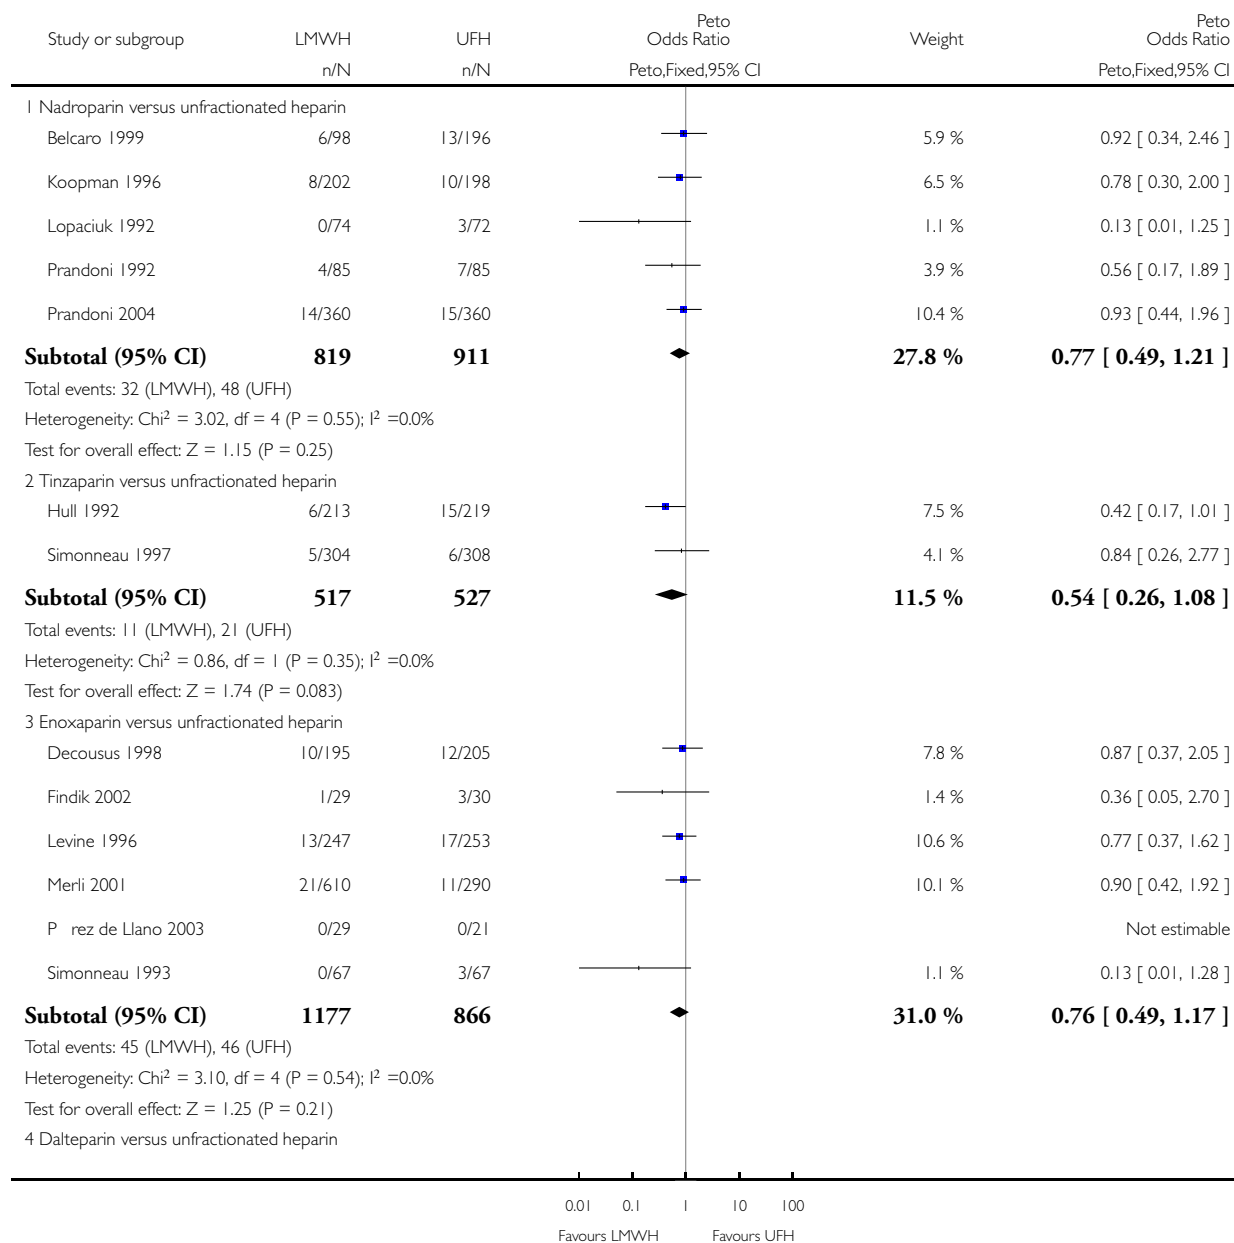 Peto Peto
Study or subgroup LMWH UFH Odds Ratio Weight Odds Ratio
n/N n/N Peto,Fixed,95% CI Peto,Fixed,95% CI
1 Nadroparin versus unfractionated heparin
Belcaro 1999 6/98 13/196 5.9 % 0.92 [ 0.34, 2.46 ]
Koopman 1996 8/202 10/198 6.5 % 0.78 [ 0.30, 2.00 ]
Lopaciuk 1992 0/74 3/72 1.1 % 0.13 [ 0.01, 1.25 ]
Prandoni 1992 4/85 7/85 3.9 % 0.56 [ 0.17, 1.89 ]
Prandoni 2004 14/360 15/360 10.4 % 0.93 [ 0.44, 1.96 ]
Subtotal (95% CI) 819 911 27.8 % 0.77 [ 0.49, 1.21 ]
Total events: 32 (LMWH), 48 (UFH)
Heterogeneity: Chi² = 3.02, df = 4 (P = 0.55); I² =0.0%
Test for overall effect: Z = 1.15 (P = 0.25)
2 Tinzaparin versus unfractionated heparin
Hull 1992 6/213 15/219 7.5 % 0.42 [ 0.17, 1.01 ]
Simonneau 1997 5/304 6/308 4.1 % 0.84 [ 0.26, 2.77 ]
Subtotal (95% CI) 517 527 11.5 % 0.54 [ 0.26, 1.08 ]
Total events: 11 (LMWH), 21 (UFH)
Heterogeneity: Chi² = 0.86, df = 1 (P = 0.35); I² =0.0%
Test for overall effect: Z = 1.74 (P = 0.083)
3 Enoxaparin versus unfractionated heparin
Decousus 1998 10/195 12/205 7.8 % 0.87 [ 0.37, 2.05 ]
Findik 2002 1/29 3/30 1.4 % 0.36 [ 0.05, 2.70 ]
Levine 1996 13/247 17/253 10.6 % 0.77 [ 0.37, 1.62 ]
Merli 2001 21/610 11/290 10.1 % 0.90 [ 0.42, 1.92 ]
P rez de Llano 2003 0/29 0/21 Not estimable
Simonneau 1993 0/67 3/67 1.1 % 0.13 [ 0.01, 1.28 ]
Subtotal (95% CI) 1177 866 31.0 % 0.76 [ 0.49, 1.17 ]
Total events: 45 (LMWH), 46 (UFH)
Heterogeneity: Chi² = 3.10, df = 4 (P = 0.54); I² =0.0%
Test for overall effect: Z = 1.25 (P = 0.21)
4 Dalteparin versus unfractionated heparin
0.01 0.1 1 10 100
Favours LMWH Favours UFH